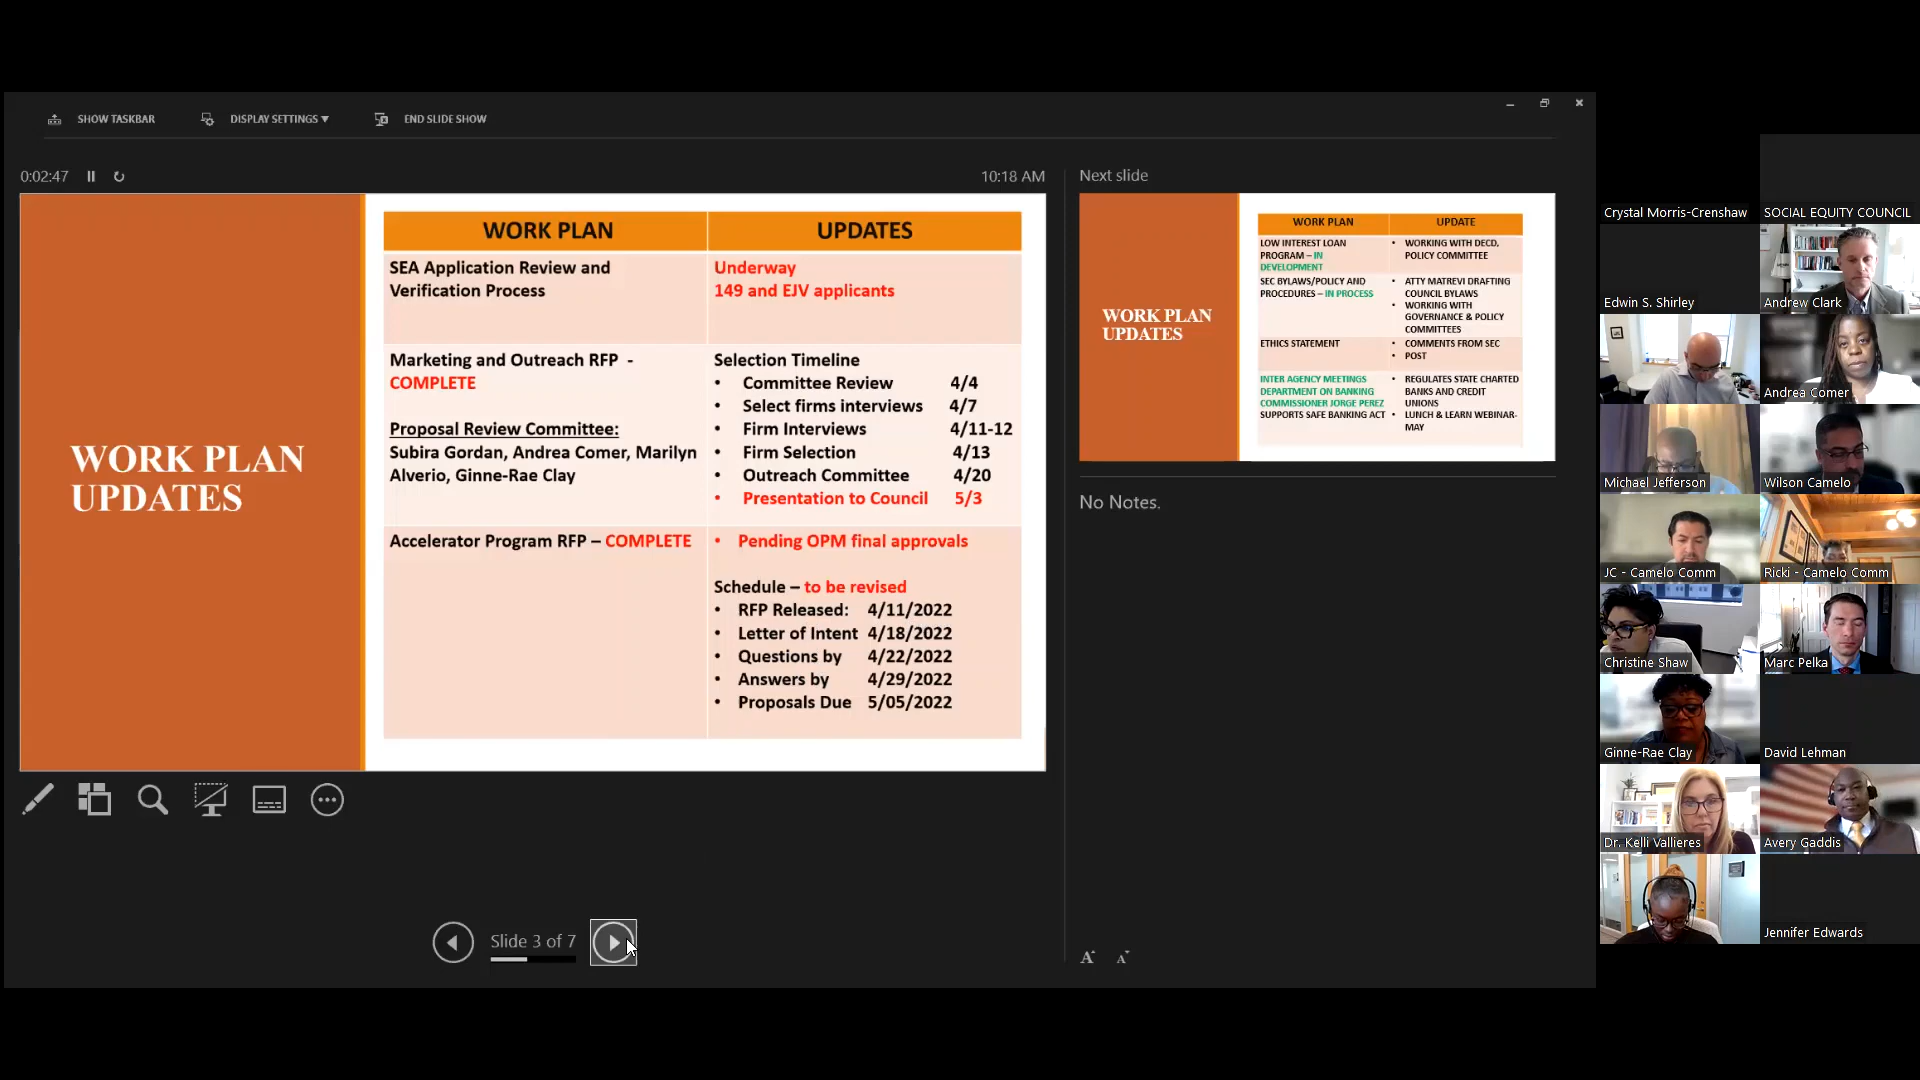 SHOW TASKBAR
DISPLAY SETTINGS ▼
END SLIDE SHOW
0:02:47
10:18 AM
WORK PLAN
UPDATES
WORK PLAN
UPDATES
SEA Application Review and
Verification Process
Underway
149 and EJV applicants
Marketing and Outreach RFP -
COMPLETE
Proposal Review Committee:
Subira Gordan, Andrea Comer, Marilyn
Alverio, Ginne-Rae Clay
Selection Timeline
• Committee Review 4/4
• Select firms interviews 4/7
• Firm Interviews 4/11-12
• Firm Selection 4/13
• Outreach Committee 4/20
• Presentation to Council 5/3
Accelerator Program RFP – COMPLETE
• Pending OPM final approvals
Schedule – to be revised
• RFP Released: 4/11/2022
• Letter of Intent 4/18/2022
• Questions by 4/22/2022
• Answers by 4/29/2022
• Proposals Due 5/05/2022
Slide 3 of 7
Next slide
WORK PLAN
UPDATES
WORK PLAN
UPDATE
LOW INTEREST LOAN
PROGRAM – IN
DEVELOPMENT
• WORKING WITH DECD,
POLICY COMMITTEE
SEC BYLAWS/POLICY AND
PROCEDURES – IN PROCESS
• ATTY MATREVI DRAFTING
COUNCIL BYLAWS
• WORKING WITH
GOVERNANCE & POLICY
COMMITTEES
ETHICS STATEMENT
• COMMENTS FROM SEC
• POST
INTER AGENCY MEETINGS
DEPARTMENT ON BANKING
COMMISSIONER JORGE PEREZ
SUPPORTS SAFE BANKING ACT
• REGULATES STATE CHARTED
BANKS AND CREDIT
UNIONS
• LUNCH & LEARN WEBINAR-
MAY
No Notes.
A
A
Crystal Morris-Crenshaw
SOCIAL EQUITY COUNCIL
Edwin S. Shirley
Andrew Clark
Andrea Comer
Michael Jefferson
Wilson Camelo
JC - Camelo Comm
Ricki - Camelo Comm
Christine Shaw
Marc Pelka
Ginne-Rae Clay
David Lehman
Dr. Kelli Vallieres
Avery Gaddis
Jennifer Edwards